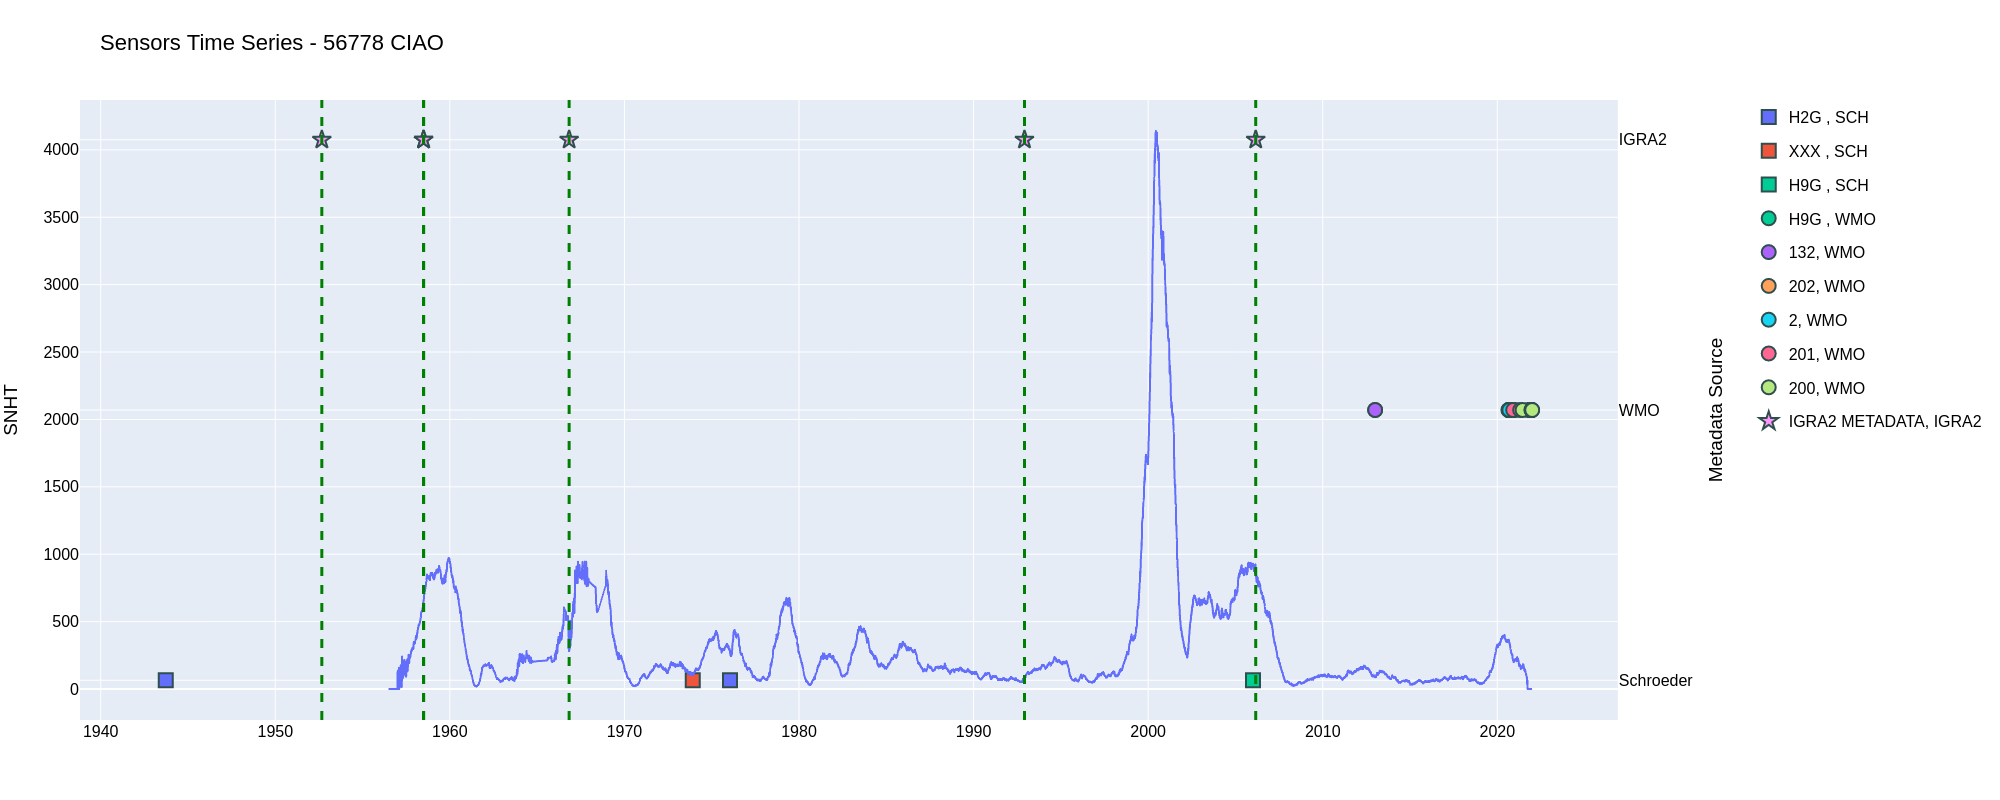 Sensors Time Series - 56778 CIAO
SNHT
4000
3500
3000
2500
2000
1500
1000
500
0
1940
1950
1960
1970
1980
1990
2000
2010
2020
IGRA2
WMO
Schroeder
Metadata Source
H2G , SCH
XXX , SCH
H9G , SCH
H9G , WMO
132, WMO
202, WMO
2, WMO
201, WMO
200, WMO
IGRA2 METADATA, IGRA2